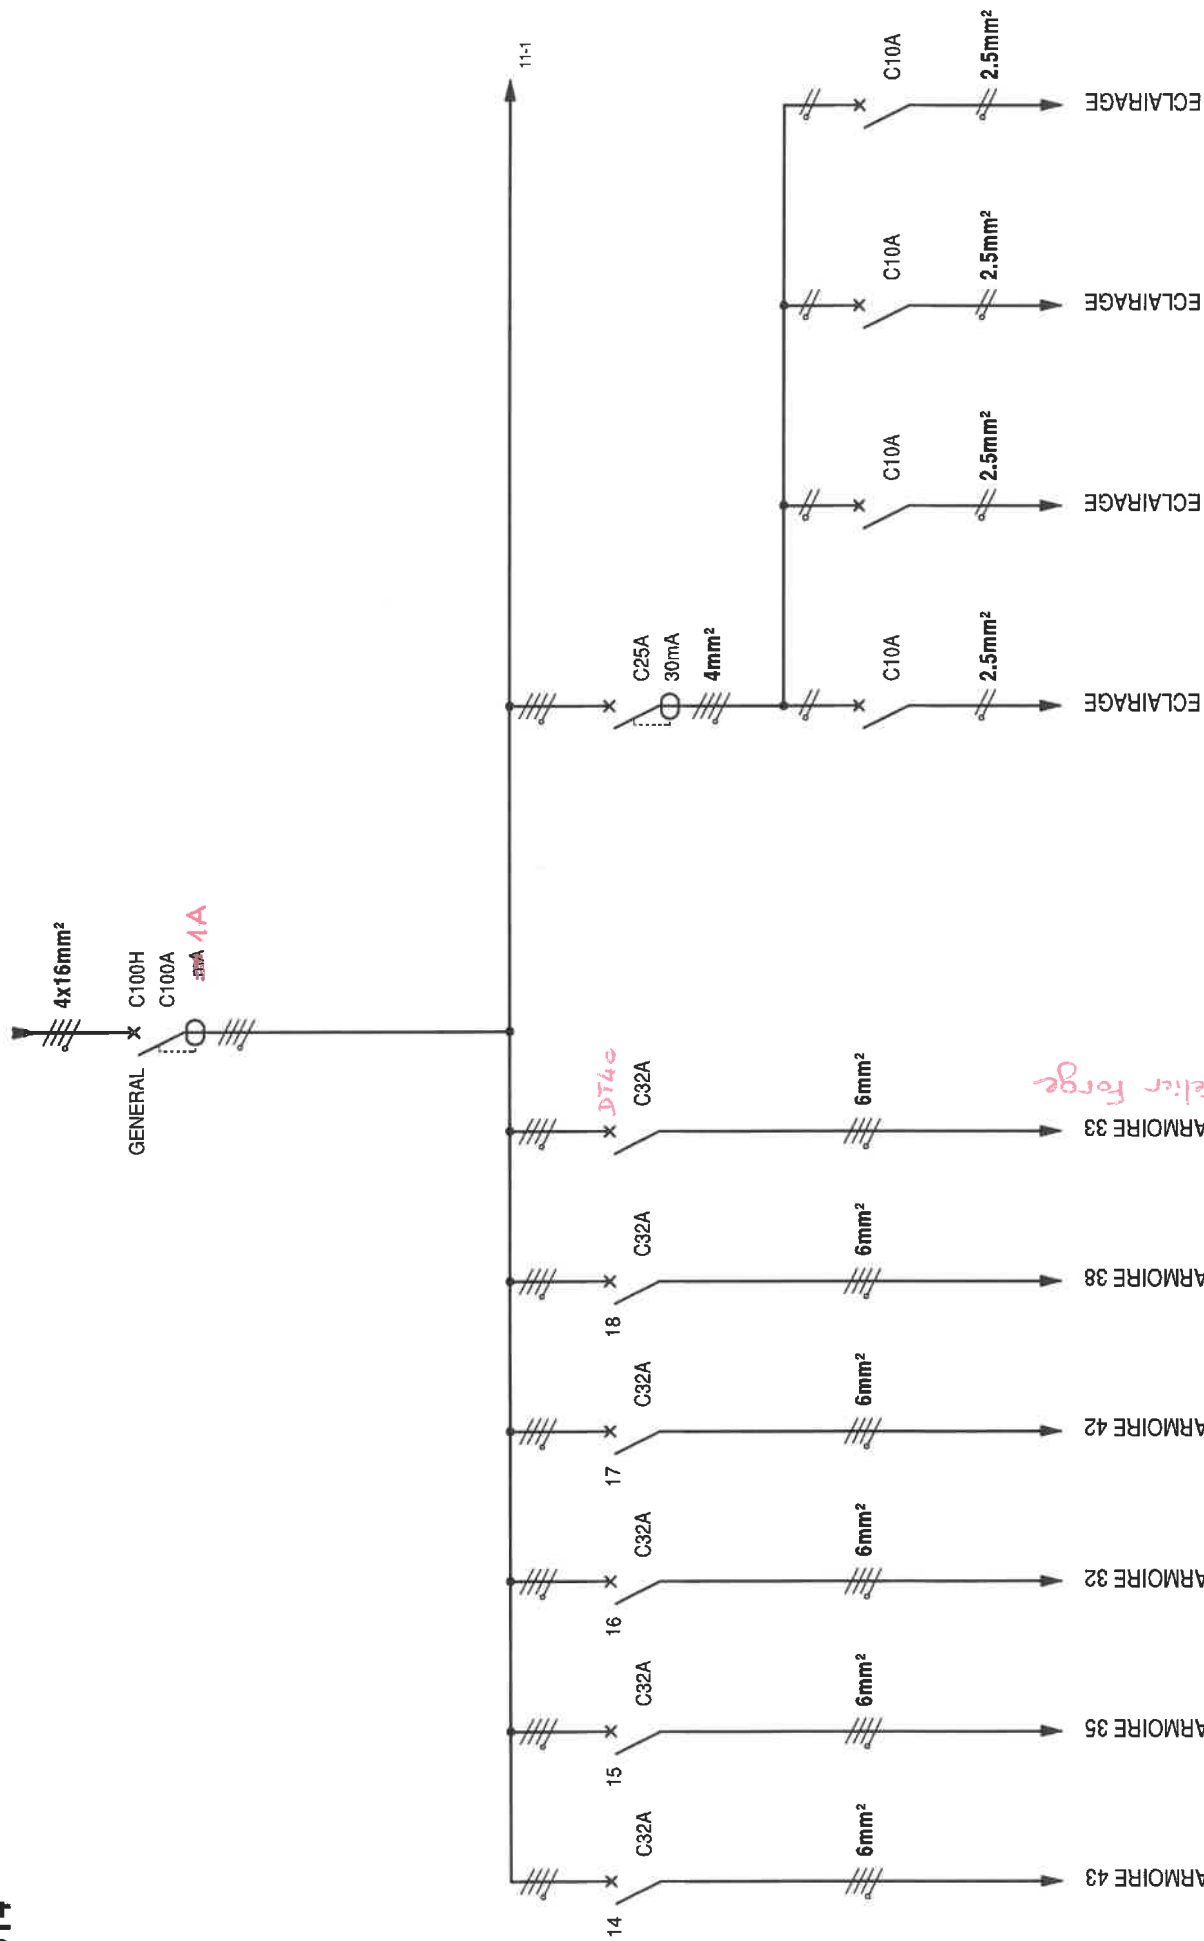 4x16mm²
GENERAL
C100H
C100A
mA 1A
11-1
14
C32A
6mm²
ARMOIRE 43
15
C32A
6mm²
ARMOIRE 35
16
C32A
6mm²
ARMOIRE 32
17
C32A
6mm²
ARMOIRE 42
18
C32A
6mm²
ARMOIRE 38
DT40
C32A
6mm²
ARMOIRE 33
Forge
C25A
30mA
4mm²
C10A
2.5mm²
ECLAIRAGE
C10A
2.5mm²
ECLAIRAGE
C10A
2.5mm²
ECLAIRAGE
C10A
2.5mm²
ECLAIRAGE